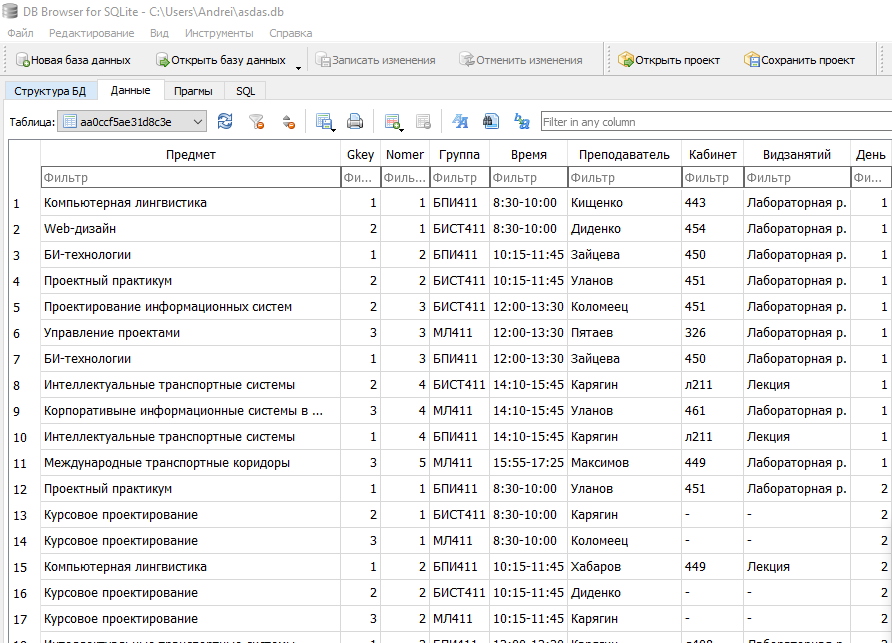 DB Browser for SQLite - C:\Users\Andrei\asdas.db
Файл Редактирование Вид Инструменты Справка
Новая база данных Открыть базу данных Записать изменения Отменить изменения Открыть проект Сохранить проект
Структура БД Данные Прагмы SQL
Таблица: aa0ccf5ae31d8c3e Filter in any column
Предмет Gkey Nomer Группа Время Преподаватель Кабинет Видзанятий День
Фильтр Фи... Филь... Фильтр Фильтр Фильтр Фильтр Фильтр Фи...
1 Компьютерная лингвистика 1 1 БПИ411 8:30-10:00 Кищенко 443 Лабораторная р. 1
2 Web-дизайн 2 1 БИСТ411 8:30-10:00 Диденко 454 Лабораторная р. 1
3 БИ-технологии 1 2 БПИ411 10:15-11:45 Зайцева 450 Лабораторная р. 1
4 Проектный практикум 2 2 БИСТ411 10:15-11:45 Уланов 451 Лабораторная р. 1
5 Проектирование информационных систем 2 3 БИСТ411 12:00-13:30 Коломеец 451 Лабораторная р. 1
6 Управление проектами 3 3 МЛ411 12:00-13:30 Пятаев 326 Лабораторная р. 1
7 БИ-технологии 1 3 БПИ411 12:00-13:30 Зайцева 450 Лабораторная р. 1
8 Интеллектуальные транспортные системы 2 4 БИСТ411 14:10-15:45 Карягин л211 Лекция 1
9 Корпоративыне информационные системы в ... 3 4 МЛ411 14:10-15:45 Уланов 461 Лабораторная р. 1
10 Интеллектуальные транспортные системы 1 4 БПИ411 14:10-15:45 Карягин л211 Лекция 1
11 Международные транспортные коридоры 3 5 МЛ411 15:55-17:25 Максимов 449 Лабораторная р. 1
12 Проектный практикум 1 1 БПИ411 8:30-10:00 Уланов 451 Лабораторная р. 2
13 Курсовое проектирование 2 1 БИСТ411 8:30-10:00 Карягин - - 2
14 Курсовое проектирование 3 1 МЛ411 8:30-10:00 Коломеец - - 2
15 Компьютерная лингвистика 1 2 БПИ411 10:15-11:45 Хабаров 449 Лекция 2
16 Курсовое проектирование 2 2 БИСТ411 10:15-11:45 Диденко - - 2
17 Курсовое проектирование 3 2 МЛ411 10:15-11:45 Карягин - - 2